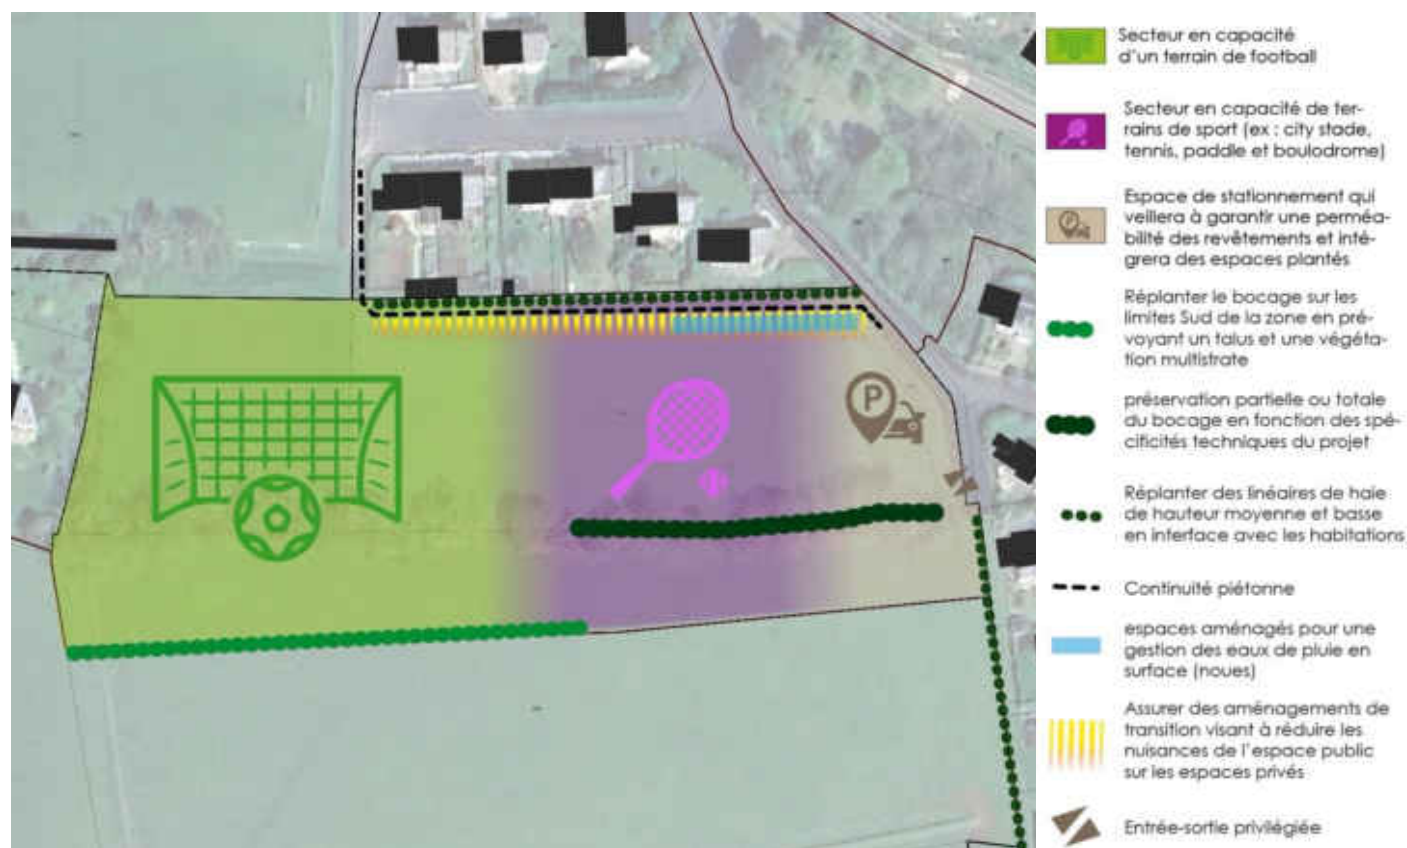 Secteur en capacité
d'un terrain de football
Secteur en capacité de ter-
rains de sport (ex : city stade,
tennis, paddle et boulodrome)
Espace de stationnement qui
veillera à garantir une perméa-
bilité des revêtements et inté-
grera des espaces plantés
Réplanter le bocage sur les
limites Sud de la zone en pré-
voyant un talus et une végéta-
tion multistrate
préservation partielle ou totale
du bocage en fonction des spé-
cificités techniques du projet
Réplanter des linéaires de haie
de hauteur moyenne et basse
en interface avec les habitations
Continuité piétonne
espaces aménagés pour une
gestion des eaux de pluie en
surface (noues)
Assurer des aménagements de
transition visant à réduire les
nuisances de l'espace public
sur les espaces privés
Entrée-sortie privilégiée
P
P